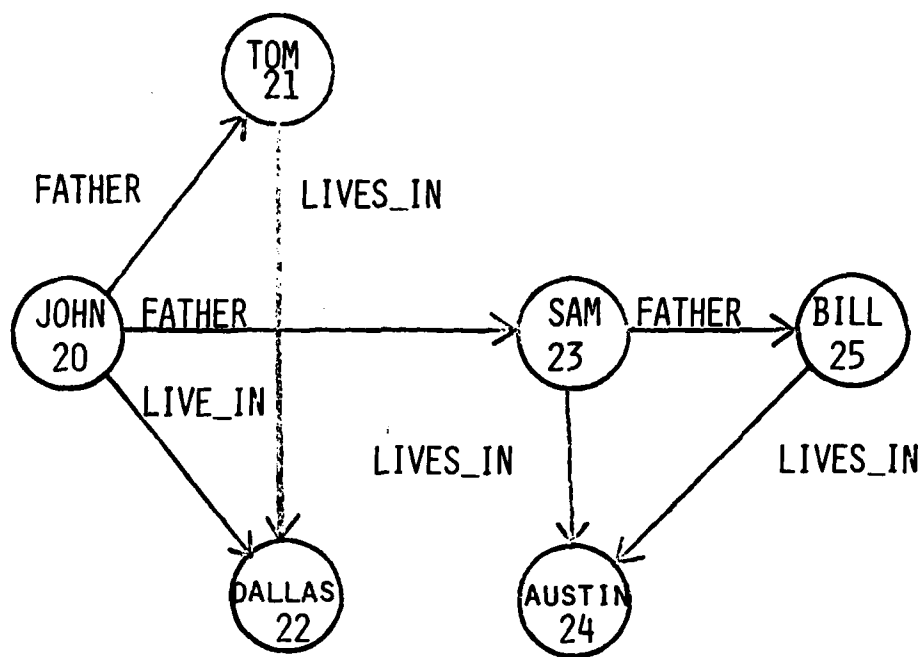 TOM
21
FATHER
LIVES_IN
JOHN
20
FATHER
SAM
23
FATHER
BILL
25
LIVE_IN
LIVES_IN
LIVES_IN
DALLAS
22
AUSTIN
24